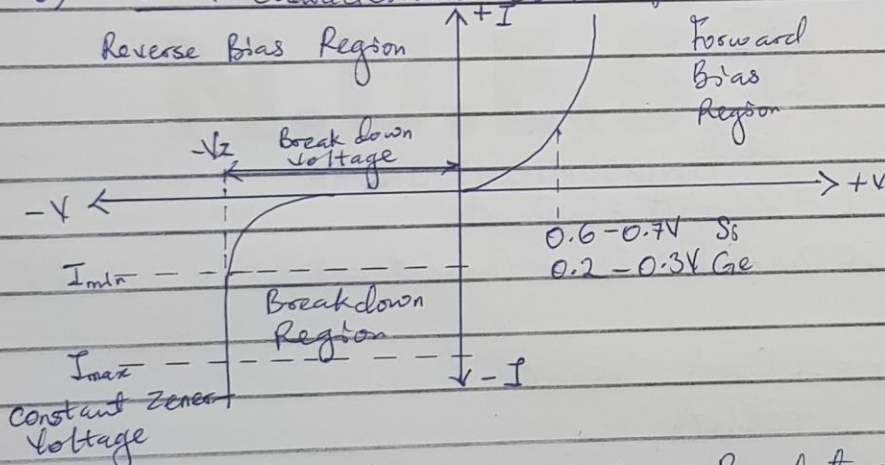 +I
Reverse Bias Region
Forward
Bias
Region
-Vz
Break down
voltage
-V
+V
0.6-0.7V Si
0.2-0.3V Ge
Imin
Breakdown
Region
Imax
-I
Constant Zener
Voltage